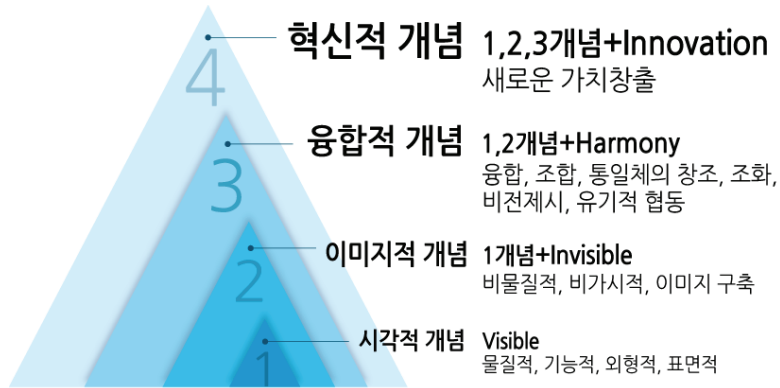 4
혁신적 개념 1,2,3개념+Innovation
새로운 가치창출
3
융합적 개념 1,2개념+Harmony
융합, 조합, 통일체의 창조, 조화,
비전제시, 유기적 협동
2
이미지적 개념 1개념+Invisible
비물질적, 비가시적, 이미지 구축
1
시각적 개념 Visible
물질적, 기능적, 외형적, 표면적